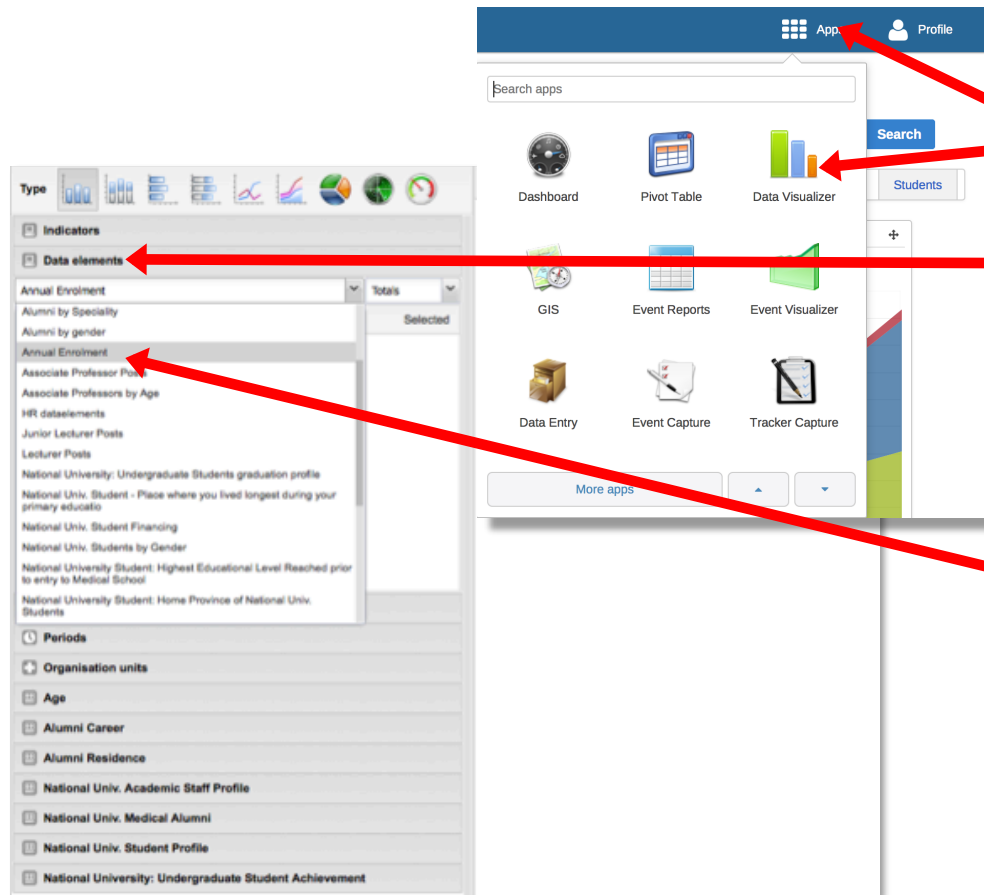 App
Profile
Search apps
Search
Dashboard
Pivot Table
Data Visualizer
Students
GIS
Event Reports
Event Visualizer
Data Entry
Event Capture
Tracker Capture
More apps
Type
Indicators
Data elements
Annual Enrolment
Totals
Selected
Alumni by Speciality
Alumni by gender
Annual Enrolment
Associate Professor Posts
Associate Professors by Age
HR dataelements
Junior Lecturer Posts
Lecturer Posts
National University: Undergraduate Students graduation profile
National Univ. Student - Place where you lived longest during your
primary educatio
National Univ. Student Financing
National Univ. Students by Gender
National University Student: Highest Educational Level Reached prior
to entry to Medical School
National University Student: Home Province of National Univ.
Students
Periods
Organisation units
Age
Alumni Career
Alumni Residence
National Univ. Academic Staff Profile
National Univ. Medical Alumni
National Univ. Student Profile
National University: Undergraduate Student Achievement